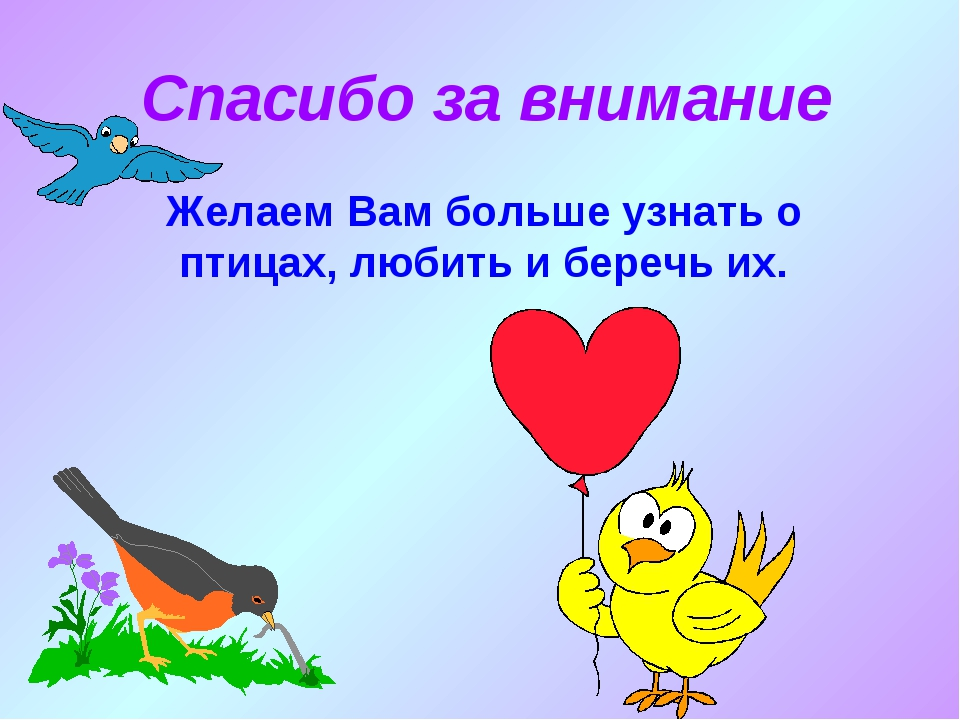 Спасибо за внимание
Желаем Вам больше узнать о
птицах, любить и беречь их.